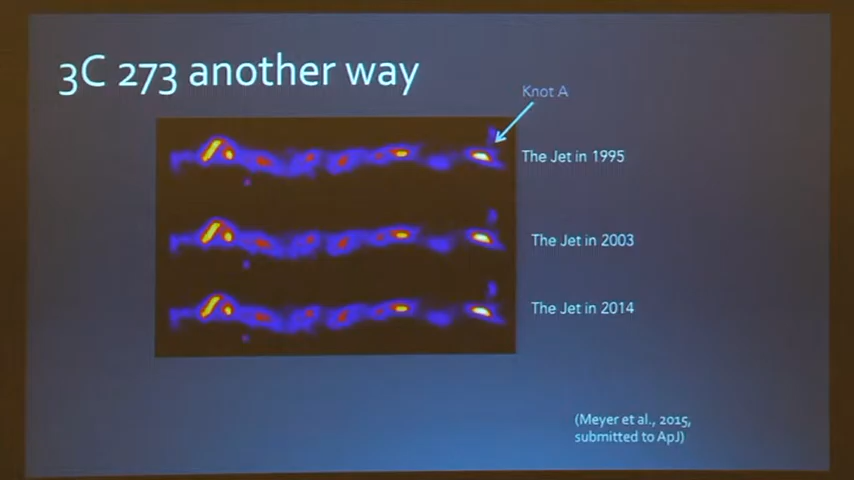 3C 273 another way
Knot A
The Jet in 1995
The Jet in 2003
The Jet in 2014
(Meyer et al., 2015,
submitted to ApJ)